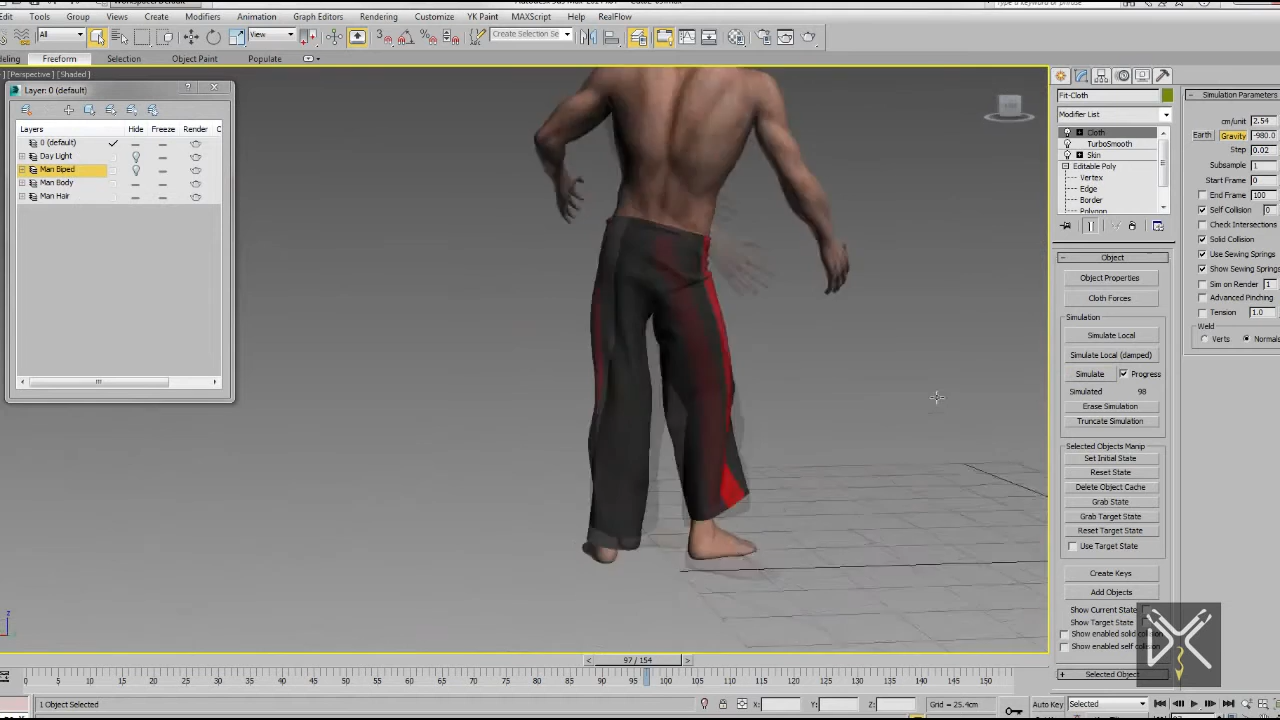 Edit Tools Group Views Create Modifiers Animation Graph Editors Rendering Customize YK Paint MAXScript Help RealFlow
All View Create Selection Se
Freeform Selection Object Paint Populate
[Perspective] [Shaded]
Layer: 0 (default) ?
Layers Hide Freeze Render
0 (default)
Day Light
Man Biped
Man Body
Man Hair
Fit-Cloth
Modifier List
Cloth
TurboSmooth
Skin
Editable Poly
Vertex
Edge
Border
Polygon
Object
Object Properties
Cloth Forces
Simulation
Simulate Local
Simulate Local (damped)
Simulate Progress
Simulated 98
Erase Simulation
Truncate Simulation
Selected Objects Manip
Set Initial State
Reset State
Delete Object Cache
Grab State
Grab Target State
Reset Target State
Use Target State
Create Keys
Add Objects
Show Current State
Show Target State
Show enabled solid
Show enabled self
Selected Object
Simulation Parameters
cm/unit 2.54
Earth Gravity -980.0
Step 0.02
Subsample 1
Start Frame 0
End Frame 100
Self Collision 0
Check Intersections
Solid Collision
Use Sewing Springs
Show Sewing Springs
Sim on Render 1
Advanced Pinching
Tension 1.0
Weld
Verts Normals
z
97 / 154
0 5 10 15 20 25 30 35 40 45 50 55 60 65 70 75 80 85 90 95 100 105 110 115 120 125 130 135 140 145 150
1 Object Selected X: Y: Z: Grid = 25.4cm Auto Key Selected